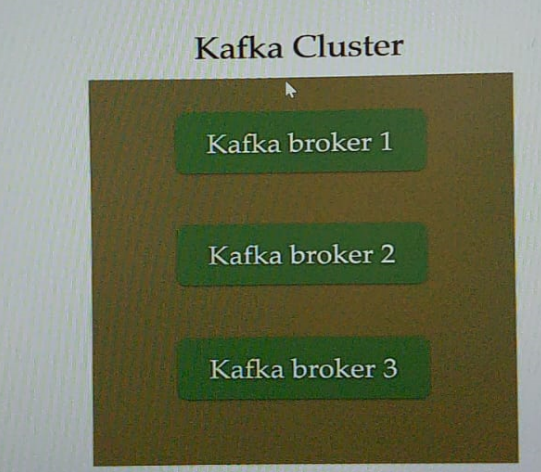 Kafka Cluster
Kafka broker 1
Kafka broker 2
Kafka broker 3